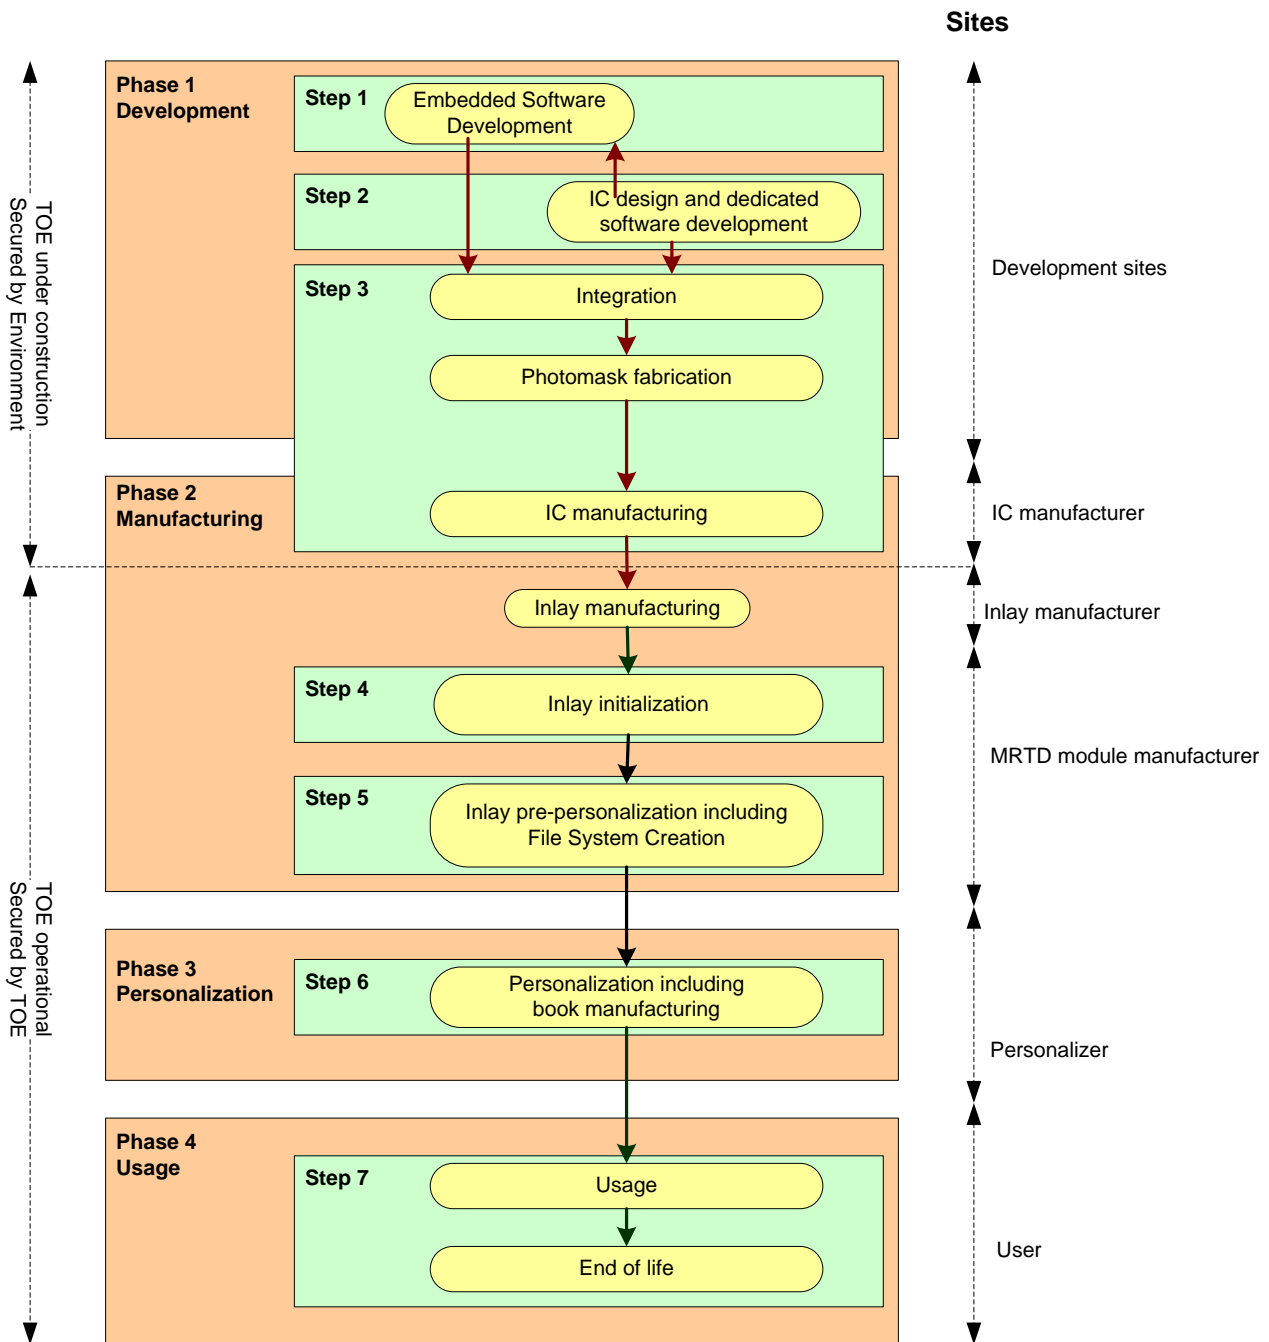 Sites
Phase 1
Development
Step 1
Embedded Software
Development
Step 2
IC design and dedicated
software development
TOE under construction
Secured by Environment
Development sites
Step 3
Integration
Photomask fabrication
Phase 2
Manufacturing
IC manufacturing
IC manufacturer
Inlay manufacturing
Inlay manufacturer
Step 4
Inlay initialization
MRTD module manufacturer
Step 5
Inlay pre-personalization including
File System Creation
TOE operational
Secured by TOE
Phase 3
Personalization
Step 6
Personalization including
book manufacturing
Personalizer
Phase 4
Usage
Step 7
Usage
User
End of life